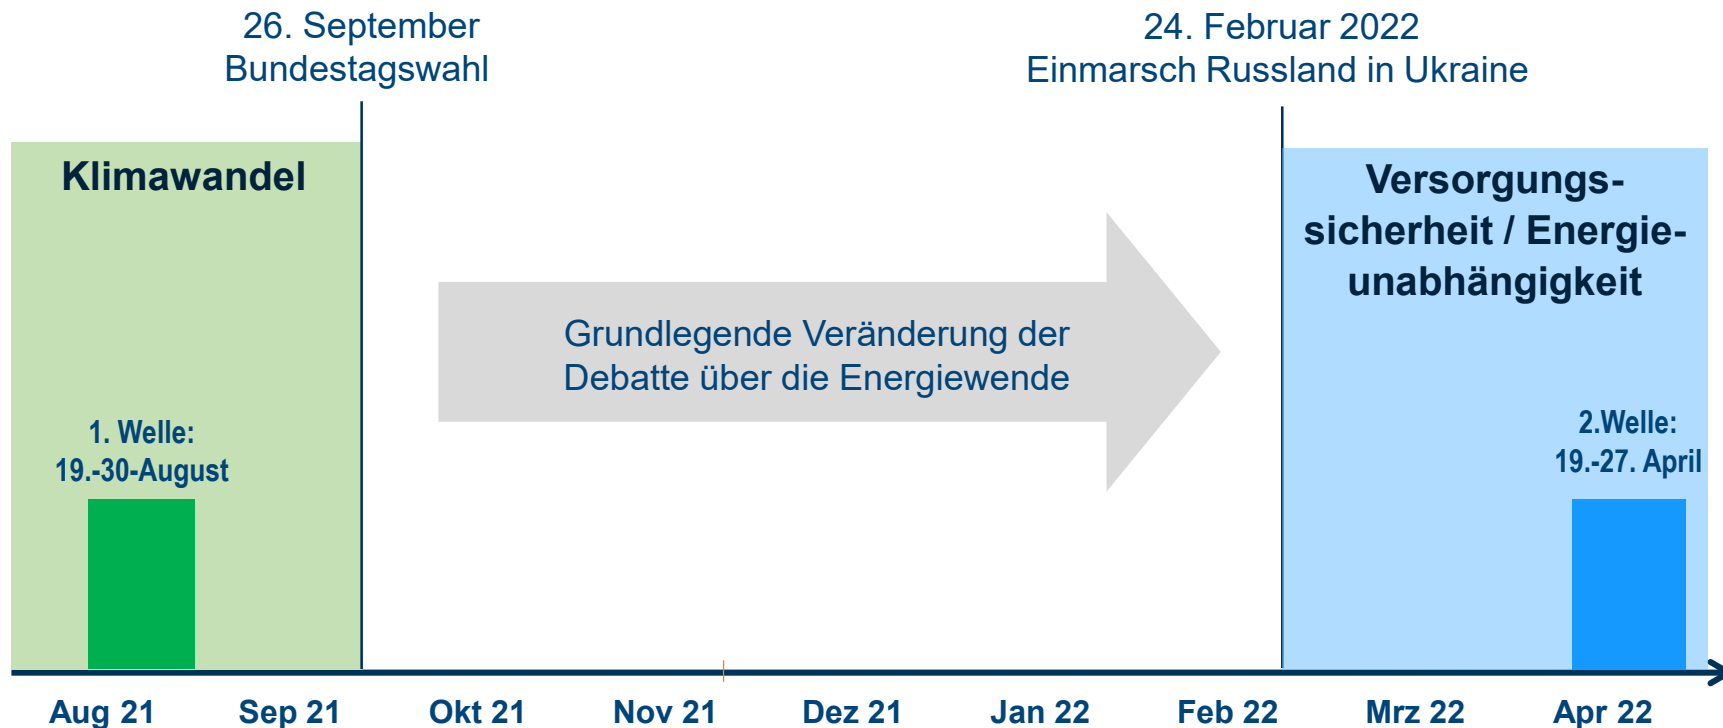 26. September
Bundestagswahl
24. Februar 2022
Einmarsch Russland in Ukraine
Klimawandel
Versorgungs-
sicherheit / Energie-
unabhängigkeit
Grundlegende Veränderung der
Debatte über die Energiewende
1. Welle:
19.-30-August
2.Welle:
19.-27. April
Aug 21
Sep 21
Okt 21
Nov 21
Dez 21
Jan 22
Feb 22
Mrz 22
Apr 22